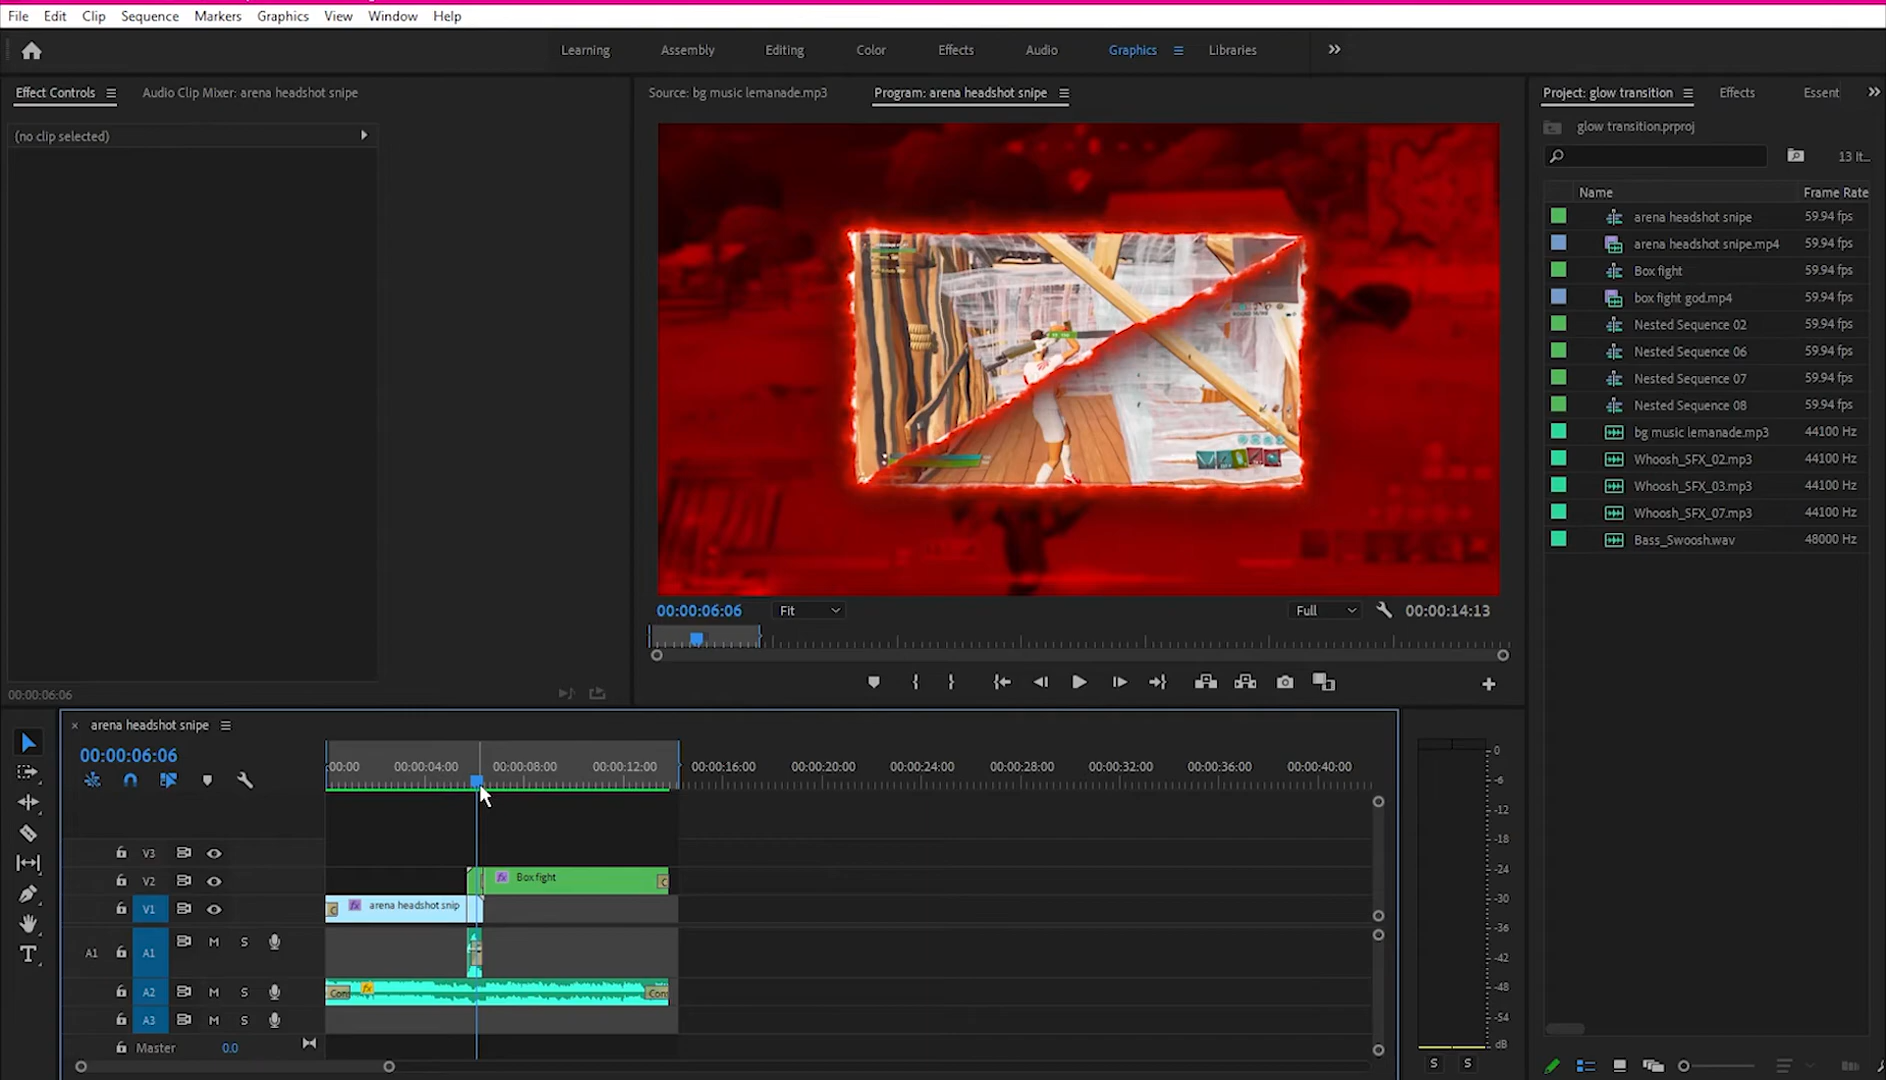 File Edit Clip Sequence Markers Graphics View Window Help
Learning Assembly Editing Color Effects Audio Graphics Libraries
Effect Controls Audio Clip Mixer: arena headshot snipe
(no clip selected)
00:00:06:06
Source: bg music lemanade.mp3 Program: arena headshot snipe
00:00:06:06 Fit Full 00:00:14:13
Project: glow transition Effects Essent
glow transition.prproj
13 It...
Name Frame Rate
arena headshot snipe 59.94 fps
arena headshot snipe.mp4 59.94 fps
Box fight 59.94 fps
box fight god.mp4 59.94 fps
Nested Sequence 02 59.94 fps
Nested Sequence 06 59.94 fps
Nested Sequence 07 59.94 fps
Nested Sequence 08 59.94 fps
bg music lemanade.mp3 44100 Hz
Whoosh_SFX_02.mp3 44100 Hz
Whoosh_SFX_03.mp3 44100 Hz
Whoosh_SFX_07.mp3 44100 Hz
Bass_Swoosh.wav 48000 Hz
arena headshot snipe
00:00:06:06
:00:00 00:00:04:00 00:00:08:00 00:00:12:00 00:00:16:00 00:00:20:00 00:00:24:00 00:00:28:00 00:00:32:00 00:00:36:00 00:00:40:00
V3
V2 fx Box fight
V1 fx arena headshot snip
A1 A1 M S
A2 M S Con fx Con
A3 M S
Master 0.0
0
-6
-12
-18
-24
-30
-36
-42
-48
-54
dB
S S
T